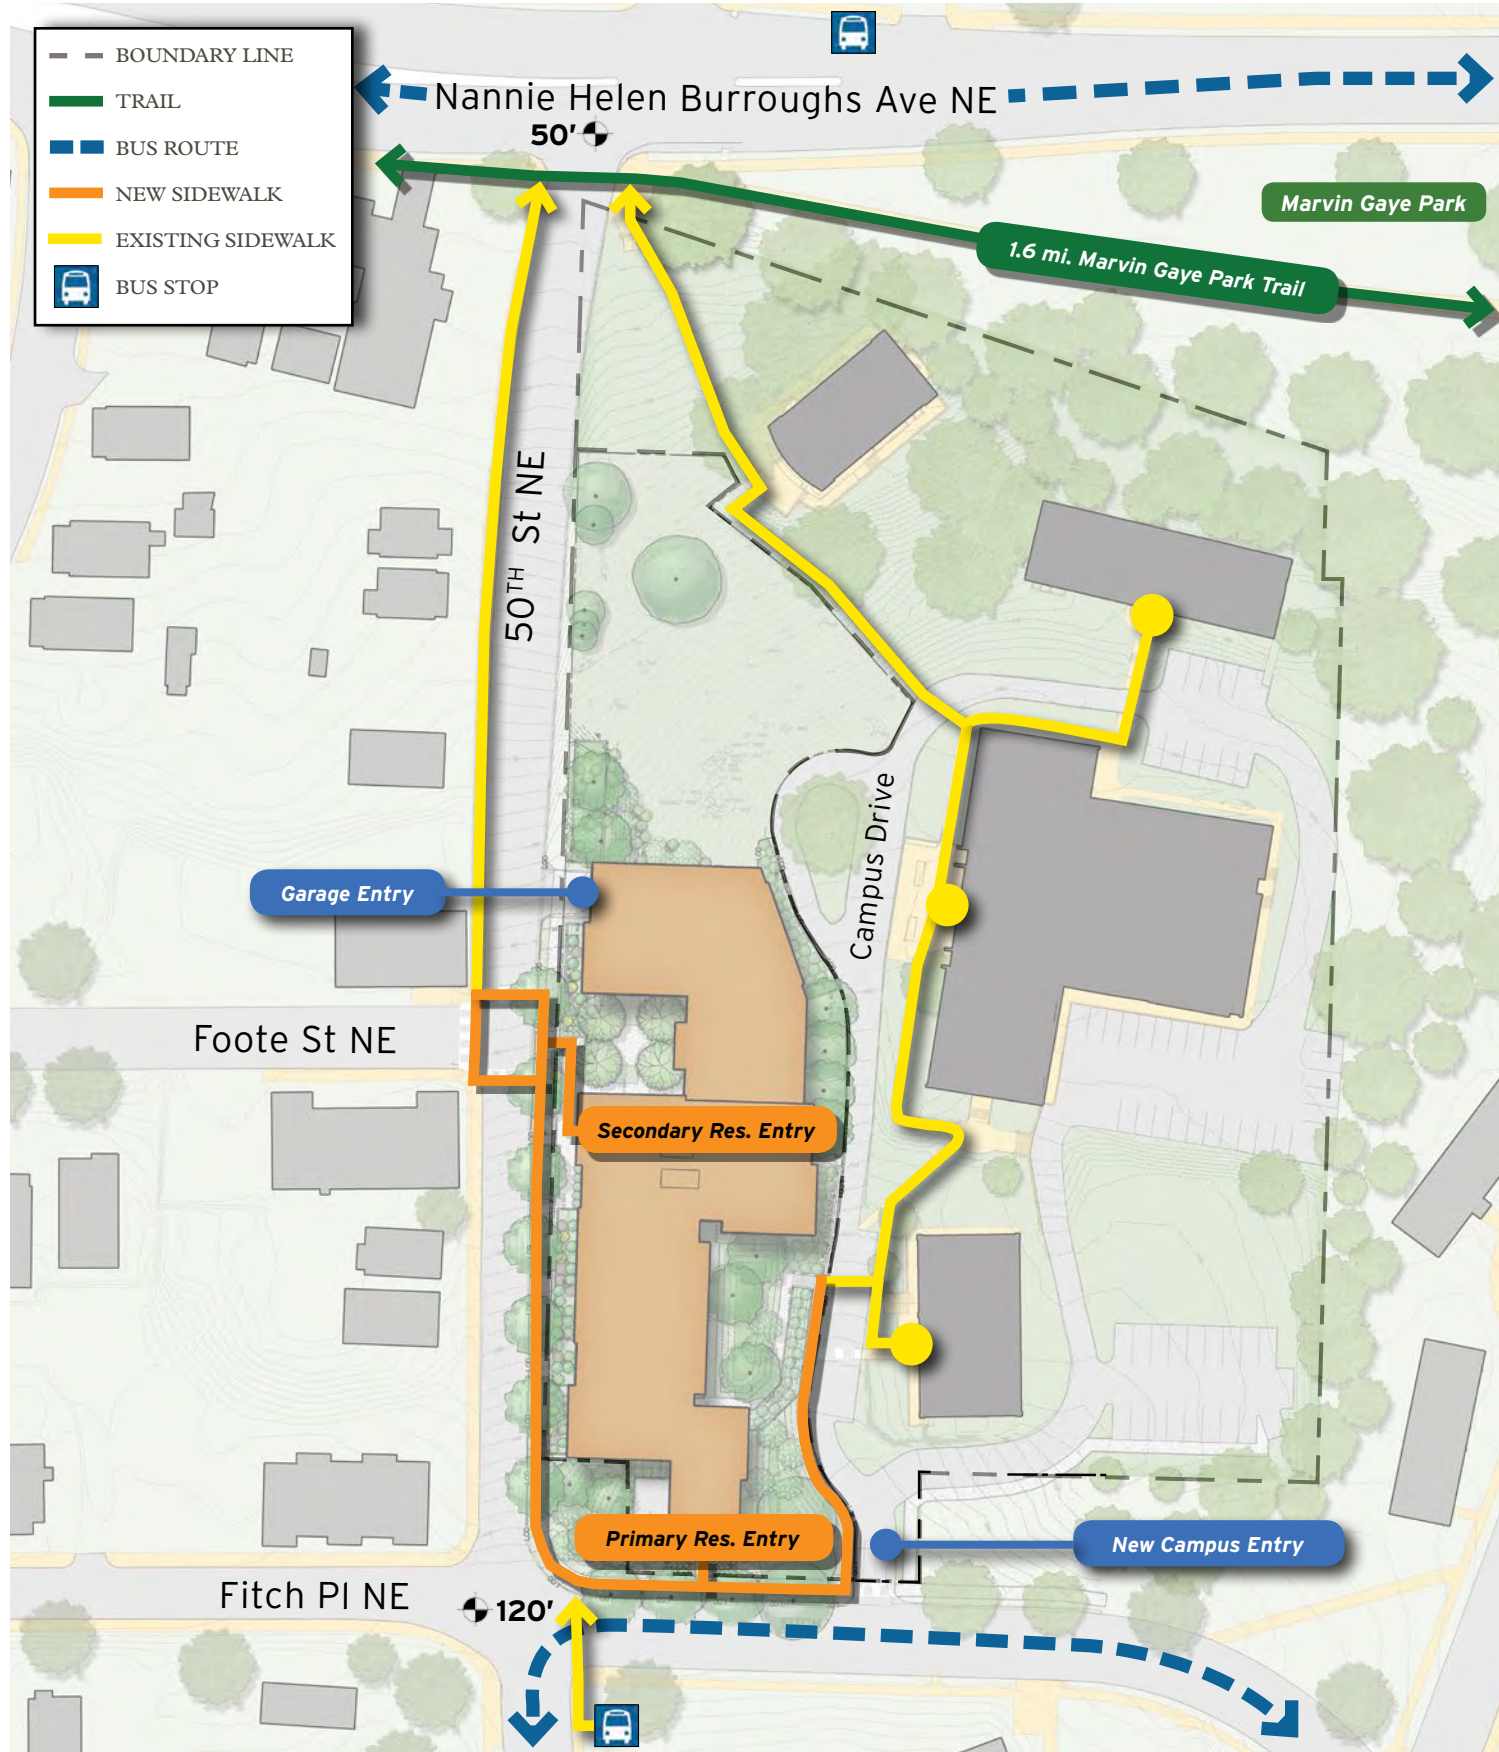 BOUNDARY LINE
TRAIL
BUS ROUTE
NEW SIDEWALK
EXISTING SIDEWALK
BUS STOP
Nannie Helen Burroughs Ave NE
50'
Marvin Gaye Park
1.6 mi. Marvin Gaye Park Trail
50TH St NE
Campus Drive
Garage Entry
Foote St NE
Secondary Res. Entry
Primary Res. Entry
New Campus Entry
Fitch Pl NE
120'